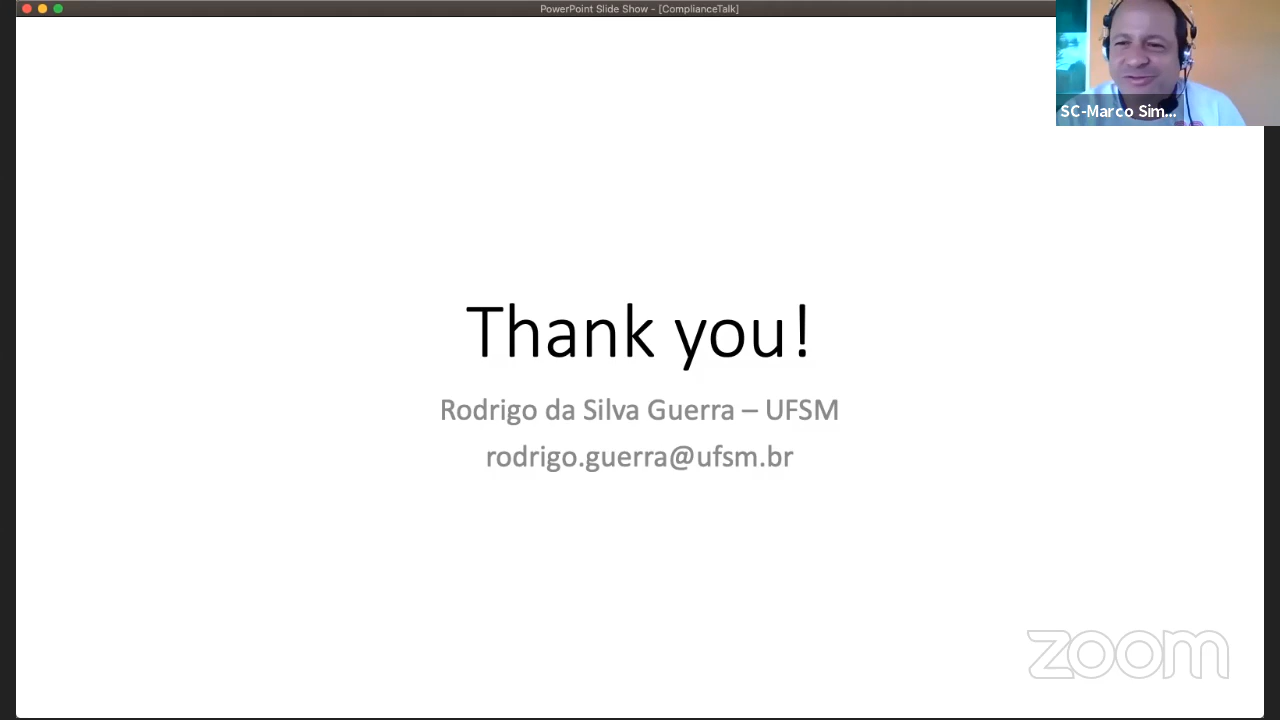 PowerPoint Slide Show - [ComplianceTalk]
SC-Marco Sim...
Thank you!
Rodrigo da Silva Guerra – UFSM
rodrigo.guerra@ufsm.br
zoom